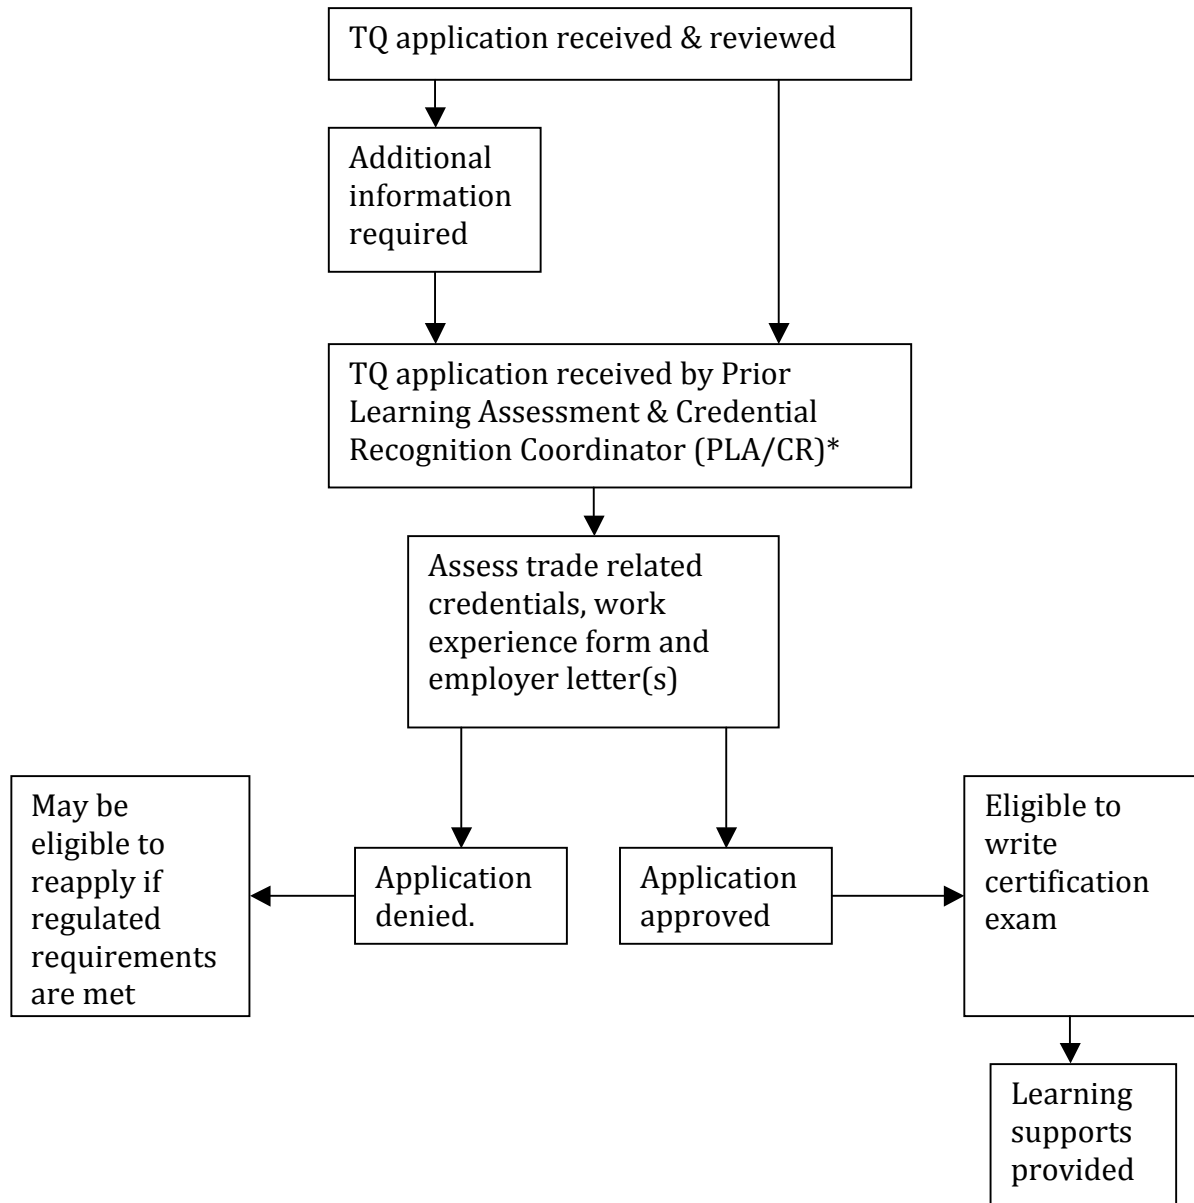 TQ application received & reviewed
Additional
information
required
TQ application received by Prior
Learning Assessment & Credential
Recognition Coordinator (PLA/CR)*
Assess trade related
credentials, work
experience form and
employer letter(s)
May be
eligible to
reapply if
regulated
requirements
are met
Application
denied.
Application
approved
Eligible to
write
certification
exam
Learning
supports
provided